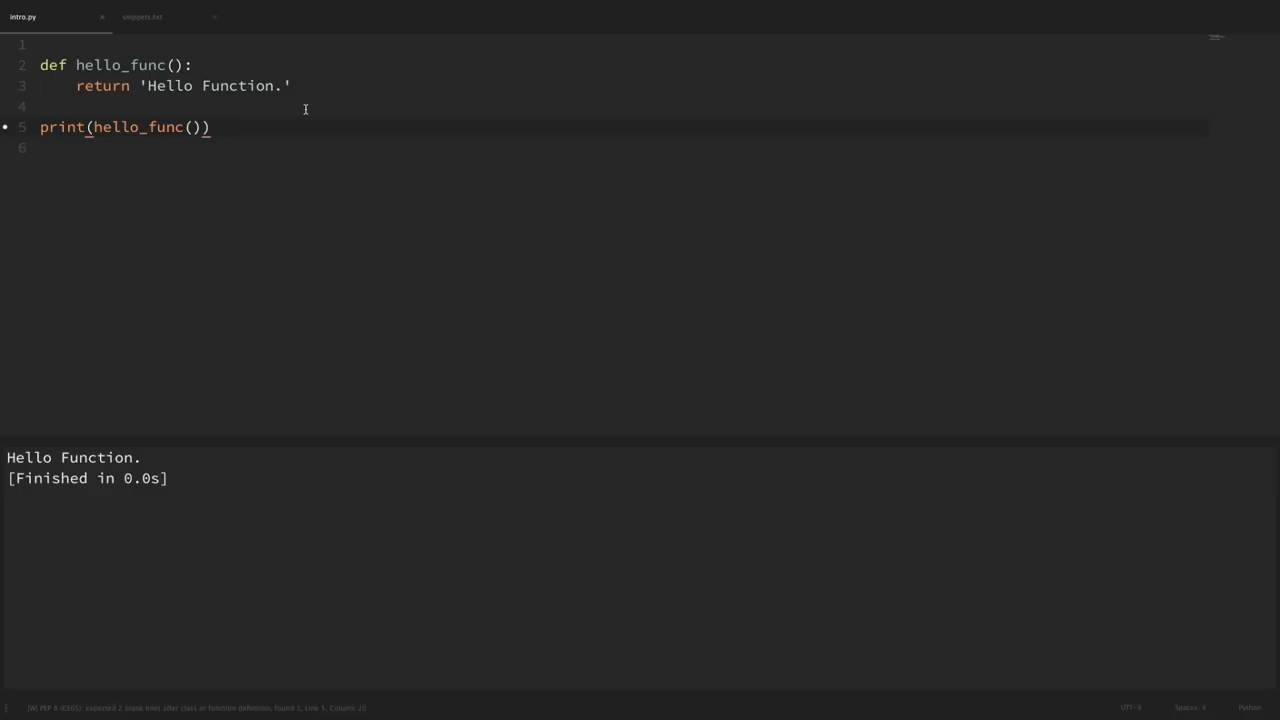 intro.py × snippets.txt ×
1
2 def hello_func():
3     return 'Hello Function.'
4
5 print(hello_func())
6
Hello Function.
[Finished in 0.0s]
[W] PEP 8 (E305): expected 2 blank lines after class or function definition, found 1, Line 5, Column 20
UTF-8 Spaces: 4 Python